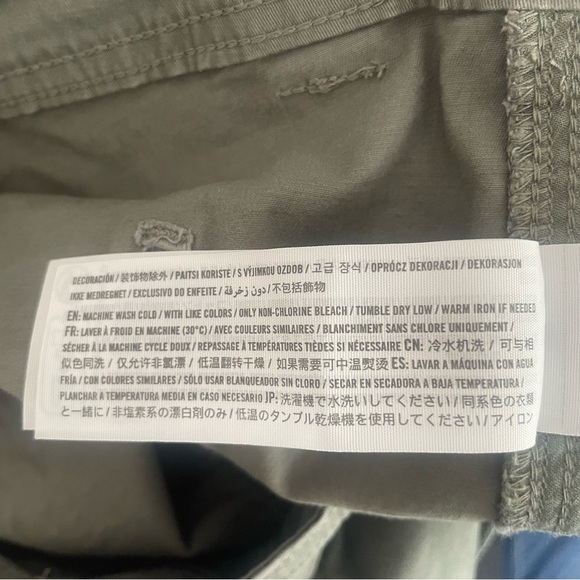 DECORACIÓN / 装饰物除外 / PAITSI KORISTE / S VÝJIMKOU OZDOB / 고급 장식 / OPRÓCZ DEKORACJI / DEKORASJON
IKKE MEDREGNET / EXCLUSIVO DO ENFEITE / دون زخرفة / 不包括飾物
EN: MACHINE WASH COLD / WITH LIKE COLORS / ONLY NON-CHLORINE BLEACH / TUMBLE DRY LOW / WARM IRON IF NEEDED
FR: LAVER À FROID EN MACHINE (30°C) / AVEC COULEURS SIMILAIRES / BLANCHIMENT SANS CHLORE UNIQUEMENT /
SÉCHER À LA MACHINE CYCLE DOUX / REPASSAGE À TEMPÉRATURES TIÈDES SI NÉCESSAIRE CN: 冷水机洗 / 可与相
似色同洗 / 仅允许非氯漂 / 低温翻转干燥 / 如果需要可中温熨烫 ES: LAVAR A MÁQUINA CON AGUA
FRÍA / CON COLORES SIMILARES / SÓLO USAR BLANQUEADOR SIN CLORO / SECAR EN SECADORA A BAJA TEMPERATURA /
PLANCHAR A TEMPERATURA MEDIA EN CASO NECESARIO JP: 洗濯機で水洗いしてください / 同系色の衣類
と一緒に / 非塩素系の漂白剤のみ / 低温のタンブル乾燥機を使用してください / アイロン